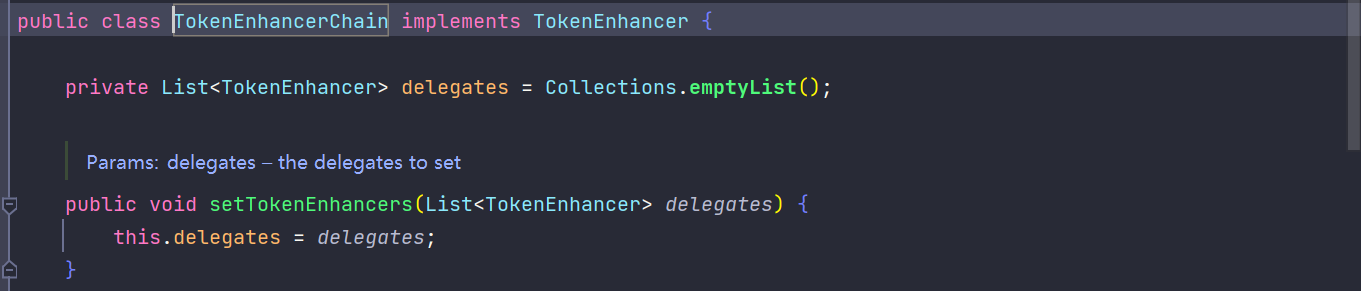 public class TokenEnhancerChain implements TokenEnhancer {
private List<TokenEnhancer> delegates = Collections.emptyList();
Params: delegates – the delegates to set
public void setTokenEnhancers(List<TokenEnhancer> delegates) {
this.delegates = delegates;
}